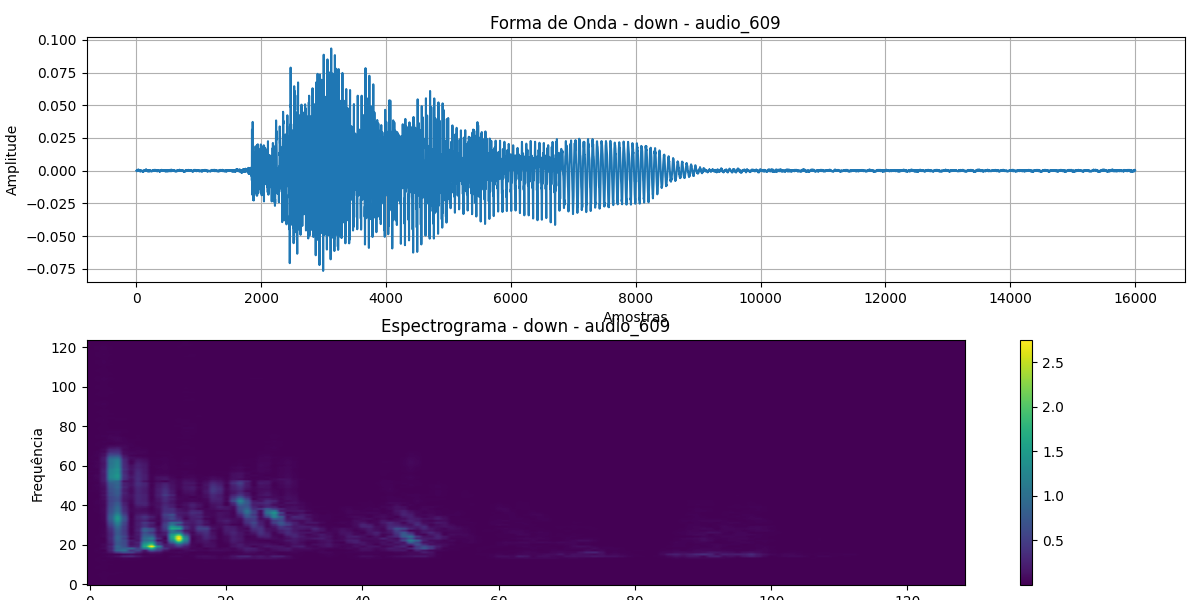 Forma de Onda - down - audio_609
0.100
0.075
0.050
0.025
0.000
−0.025
−0.050
−0.075
Amplitude
0 2000 4000 6000 8000 10000 12000 14000 16000
Amostras
Espectrograma - down - audio_609
120
100
80
60
40
20
0
Frequência
0 20 40 60 80 100 120
2.5
2.0
1.5
1.0
0.5